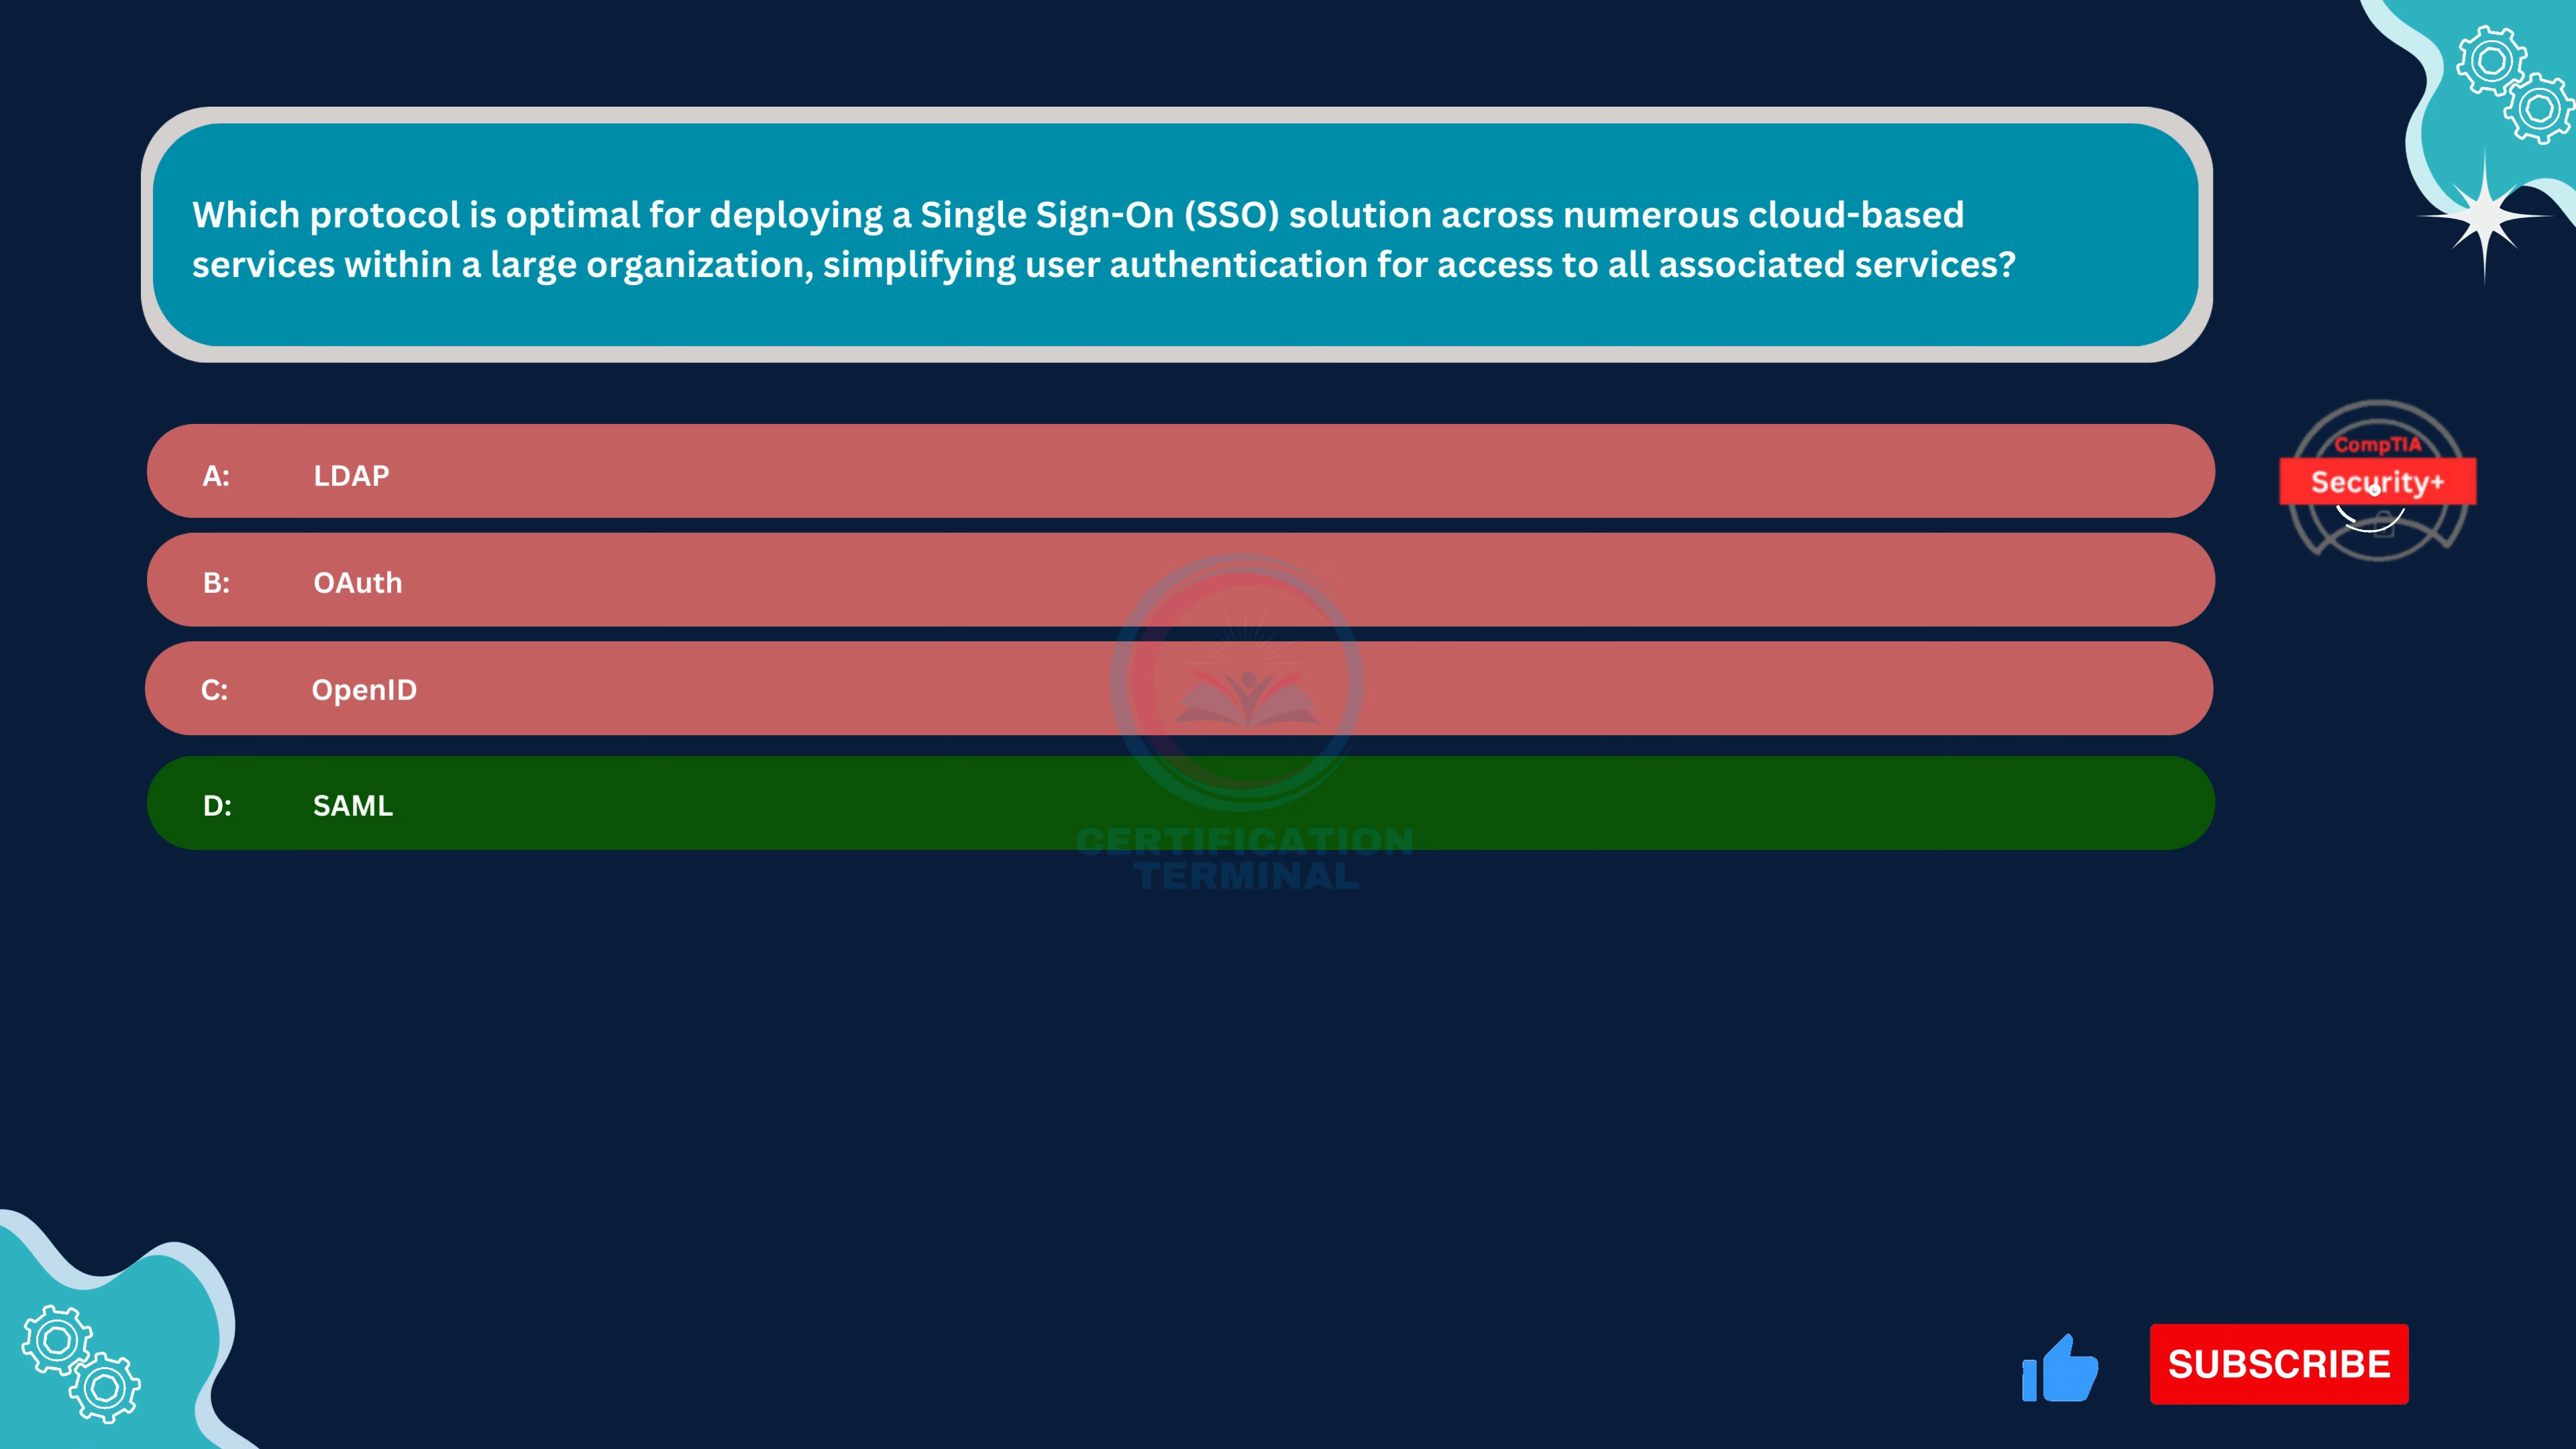 Which protocol is optimal for deploying a Single Sign-On (SSO) solution across numerous cloud-based
services within a large organization, simplifying user authentication for access to all associated services?
CompTIA
Security+
A: LDAP
B: OAuth
C: OpenID
D: SAML
CERTIFICATION
TERMINAL
SUBSCRIBE